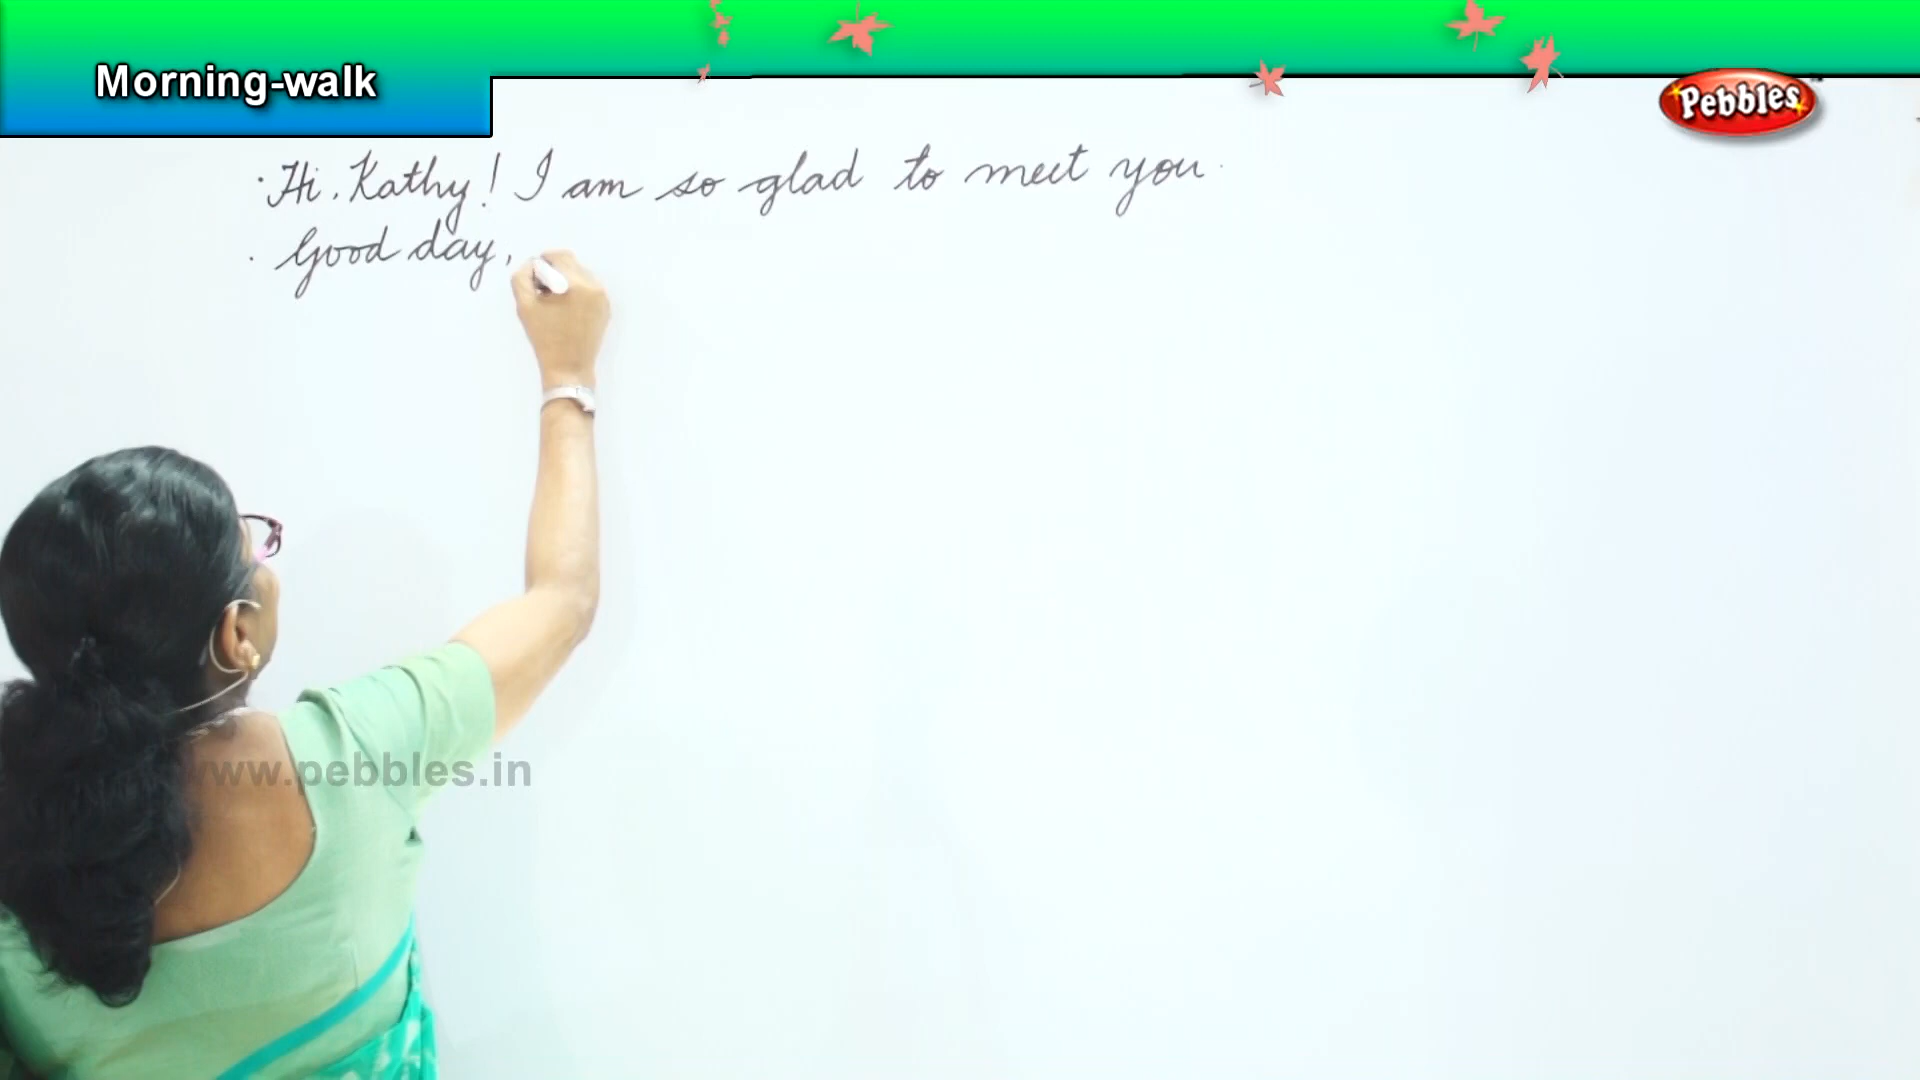 Morning-walk
Pebbles
· Hi, Kathy! I am so glad to meet you.
· Good day,
www.pebbles.in